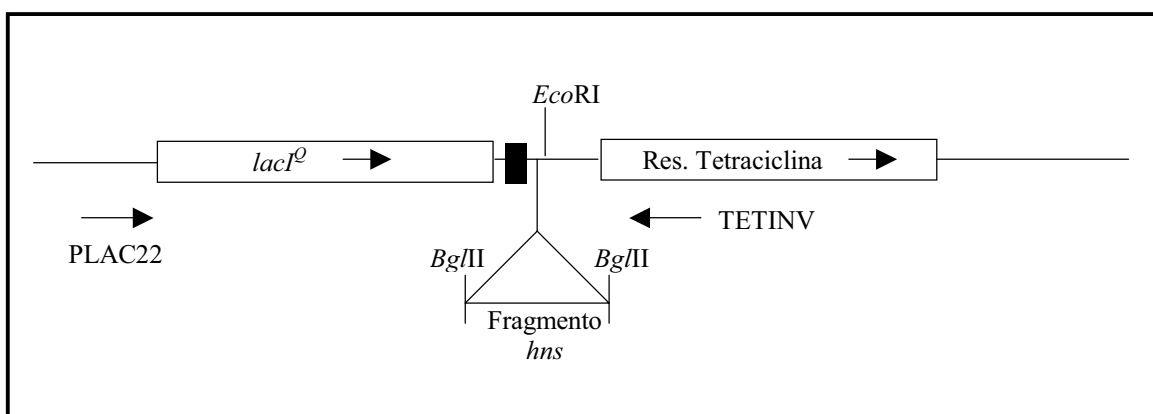 EcoRI
lacI^Q
Res. Tetraciclina
PLAC22
TETINV
BglII
BglII
Fragmento
hns